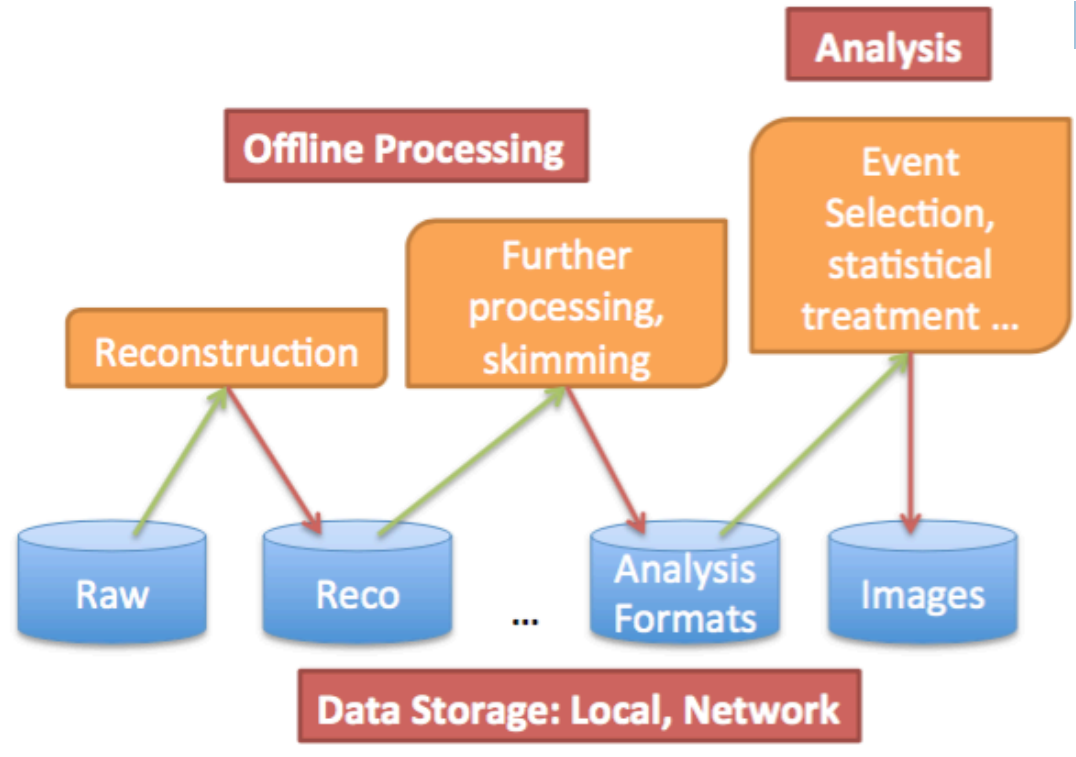 Analysis
Offline Processing
Event
Selection,
statistical
treatment ...
Further
processing,
skimming
Reconstruction
Raw
Reco
...
Analysis
Formats
Images
Data Storage: Local, Network